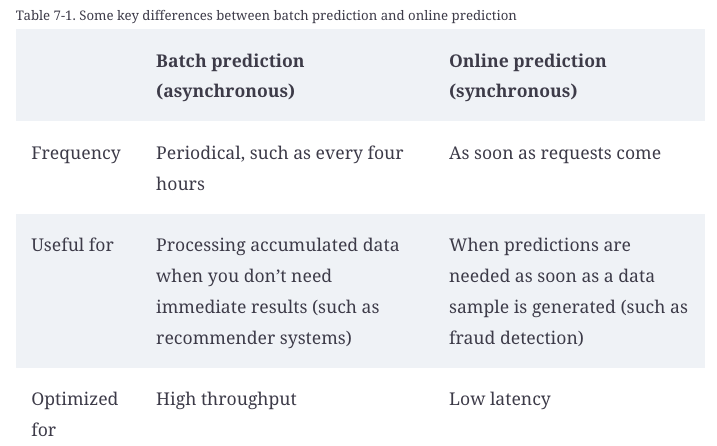 Table 7-1. Some key differences between batch prediction and online prediction
Batch prediction
(asynchronous)
Online prediction
(synchronous)
Frequency
Periodical, such as every four
hours
As soon as requests come
Useful for
Processing accumulated data
when you don’t need
immediate results (such as
recommender systems)
When predictions are
needed as soon as a data
sample is generated (such as
fraud detection)
Optimized
for
High throughput
Low latency